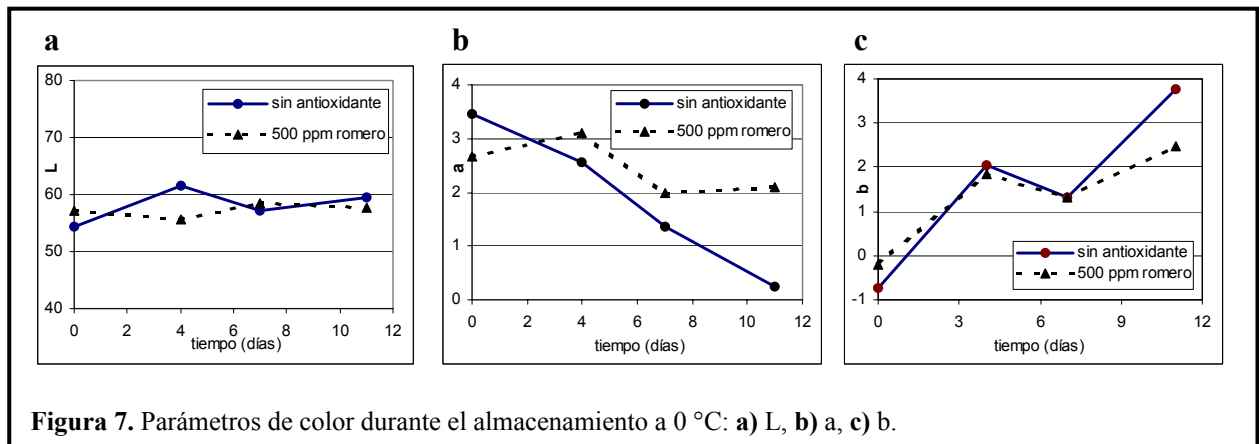 a
80
70
60
50
40
L
sin antioxidante
500 ppm romero
0 2 4 6 8 10 12
tiempo (días)
b
4
3
2
1
0
a
sin antioxidante
500 ppm romero
0 2 4 6 8 10 12
tiempo (días)
c
4
3
2
1
0
-1
b
sin antioxidante
500 ppm romero
0 3 6 9 12
tiempo (días)
Figura 7. Parámetros de color durante el almacenamiento a 0 °C: a) L, b) a, c) b.